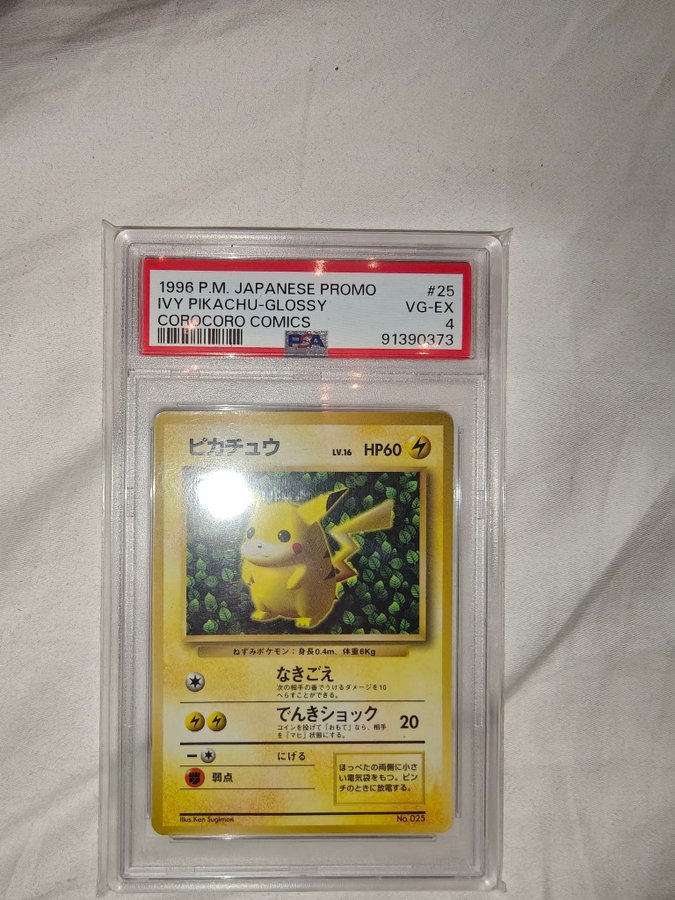 1996 P.M. JAPANESE PROMO #25
IVY PIKACHU-GLOSSY VG-EX
COROCORO COMICS 4
PSA 91390373
ピカチュウ LV.16 HP60
ねずみポケモン：身長0.4m、体重6Kg
なきごえ
次の相手の番でうけるダメージを10
へらすことができる。
でんきショック 20
コインを投げて「おもて」なら、相手
を「マヒ」状態にする。
にげる
弱点
ほっぺたの両側に小さ
い電気袋をもつ。ピン
チのときに放電する。
Illus.Ken Sugimori No.025